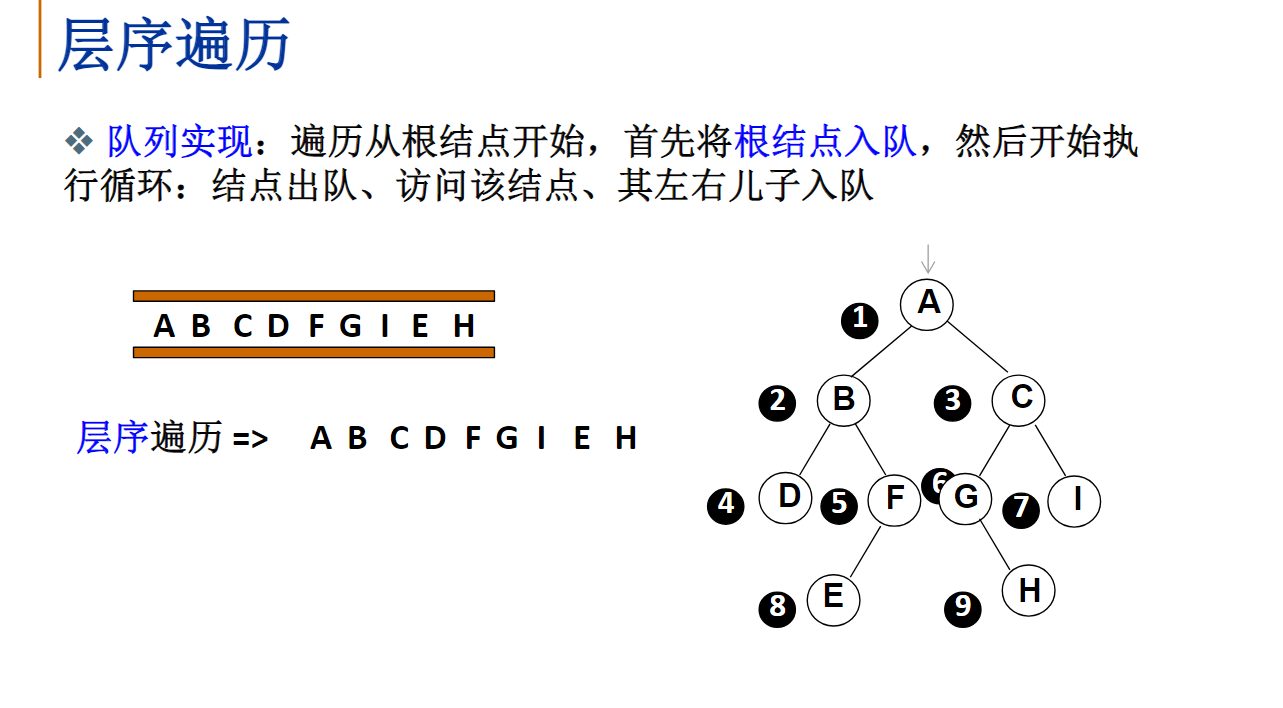 层序遍历
❖ 队列实现：遍历从根结点开始，首先将根结点入队，然后开始执
行循环：结点出队、访问该结点、其左右儿子入队
A B C D F G I E H
层序遍历 => A B C D F G I E H
1 A
2 B 3 C
4 D 5 F 6 G 7 I
8 E 9 H